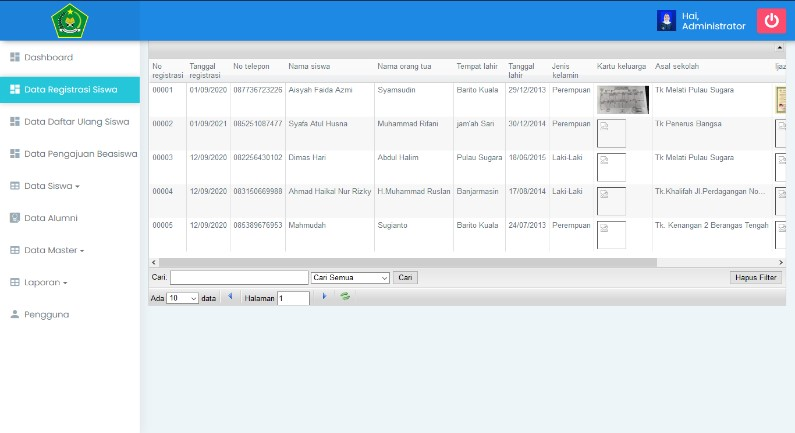 Hai,
Administrator
Dashboard
Data Registrasi Siswa
Data Daftar Ulang Siswa
Data Pengajuan Beasiswa
Data Siswa
Data Alumni
Data Master
Laporan
Pengguna
No registrasi Tanggal registrasi No telepon Nama siswa Nama orang tua Tempat lahir Tanggal lahir Jenis kelamin Kartu keluarga Asal sekolah Ijaz
00001 01/09/2020 087736723226 Aisyah Faida Azmi Syamsudin Barito Kuala 29/12/2013 Perempuan Tk Melati Pulau Sugara
00002 01/09/2021 085251087477 Syafa Atul Husna Muhammad Rifani jam'ah Sari 30/12/2014 Perempuan Tk Penerus Bangsa
00003 12/09/2020 082256430102 Dimas Hari Abdul Halim Pulau Sugara 18/06/2015 Laki-Laki Tk Melati Pulau Sugara
00004 12/09/2020 083150669988 Ahmad Haikal Nur Rizky H.Muhammad Ruslan Banjarmasin 17/08/2014 Laki-Laki Tk.Khalifah Jl.Perdagangan No...
00005 12/09/2020 085389676953 Mahmudah Sugianto Barito Kuala 24/07/2013 Perempuan Tk. Kenangan 2 Berangas Tengah
Cari. Cari Semua Cari Hapus Filter
Ada 10 data Halaman 1